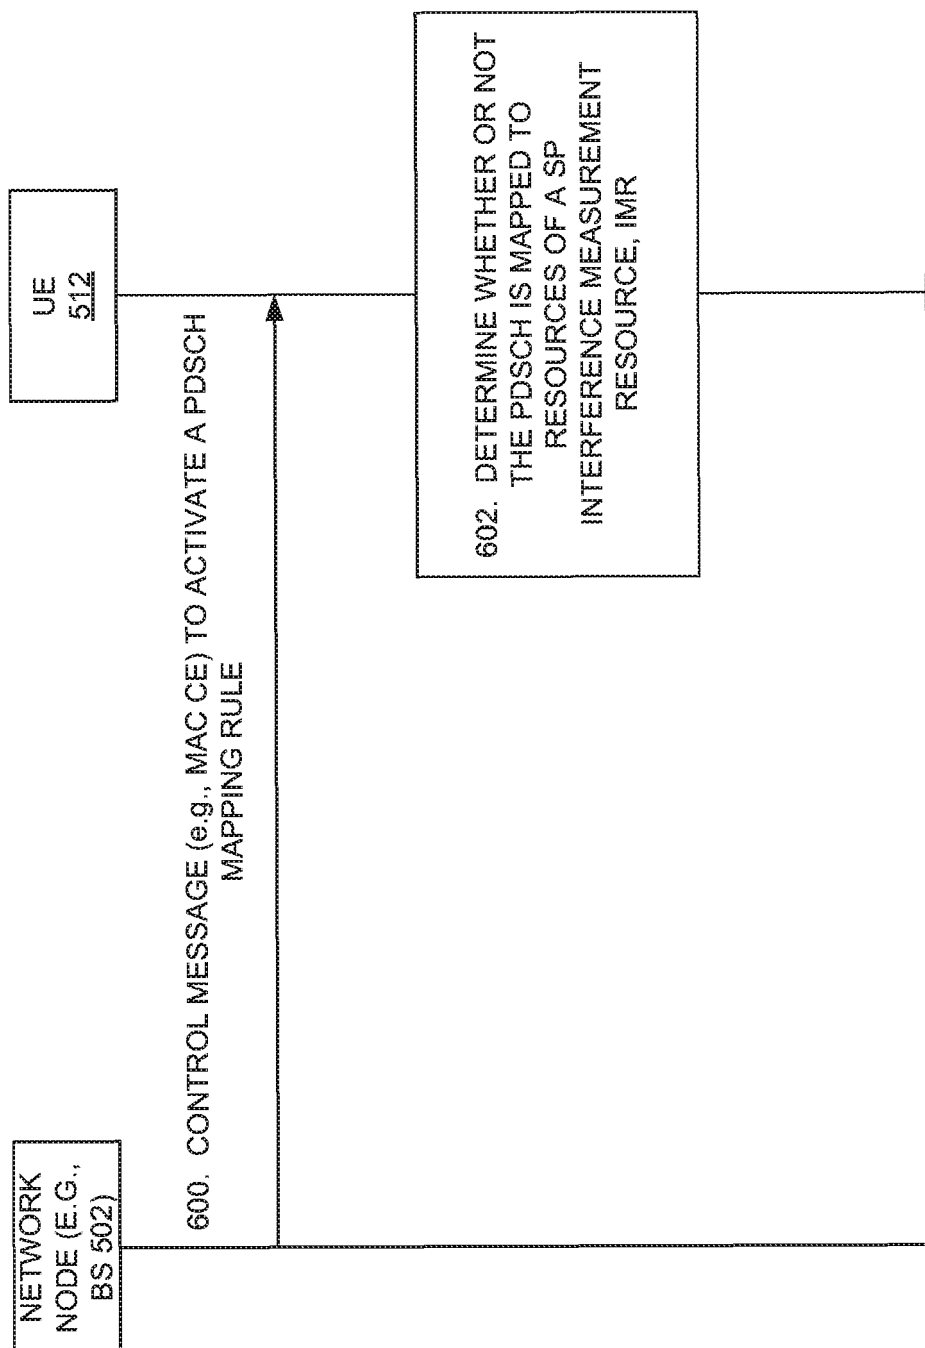 NETWORK
NODE (E.G.,
BS 502)
UE
512
600. CONTROL MESSAGE (e.g., MAC CE) TO ACTIVATE A PDSCH
MAPPING RULE
602. DETERMINE WHETHER OR NOT
THE PDSCH IS MAPPED TO
RESOURCES OF A SP
INTERFERENCE MEASUREMENT
RESOURCE, IMR